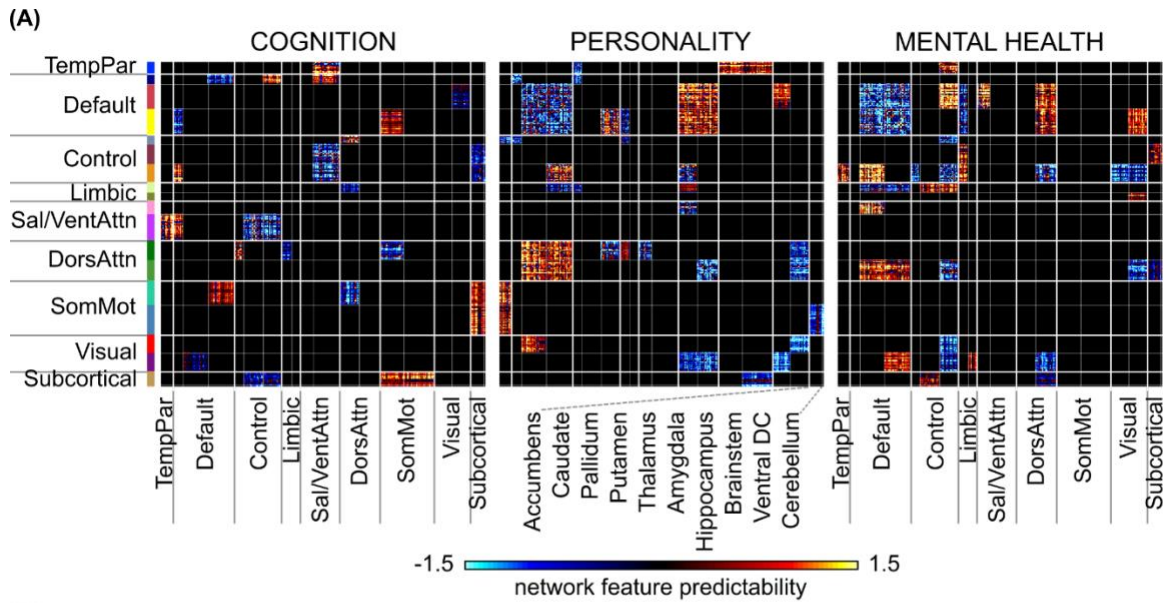 (A)
COGNITION
PERSONALITY
MENTAL HEALTH
TempPar
Default
Control
Limbic
Sal/VentAttn
DorsAttn
SomMot
Visual
Subcortical
TempPar
Default
Control
Limbic
Sal/VentAttn
DorsAttn
SomMot
Visual
Subcortical
Accumbens
Caudate
Pallidum
Putamen
Thalamus
Amygdala
Hippocampus
Brainstem
Ventral DC
Cerebellum
TempPar
Default
Control
Limbic
Sal/VentAttn
DorsAttn
SomMot
Visual
Subcortical
-1.5
1.5
network feature predictability